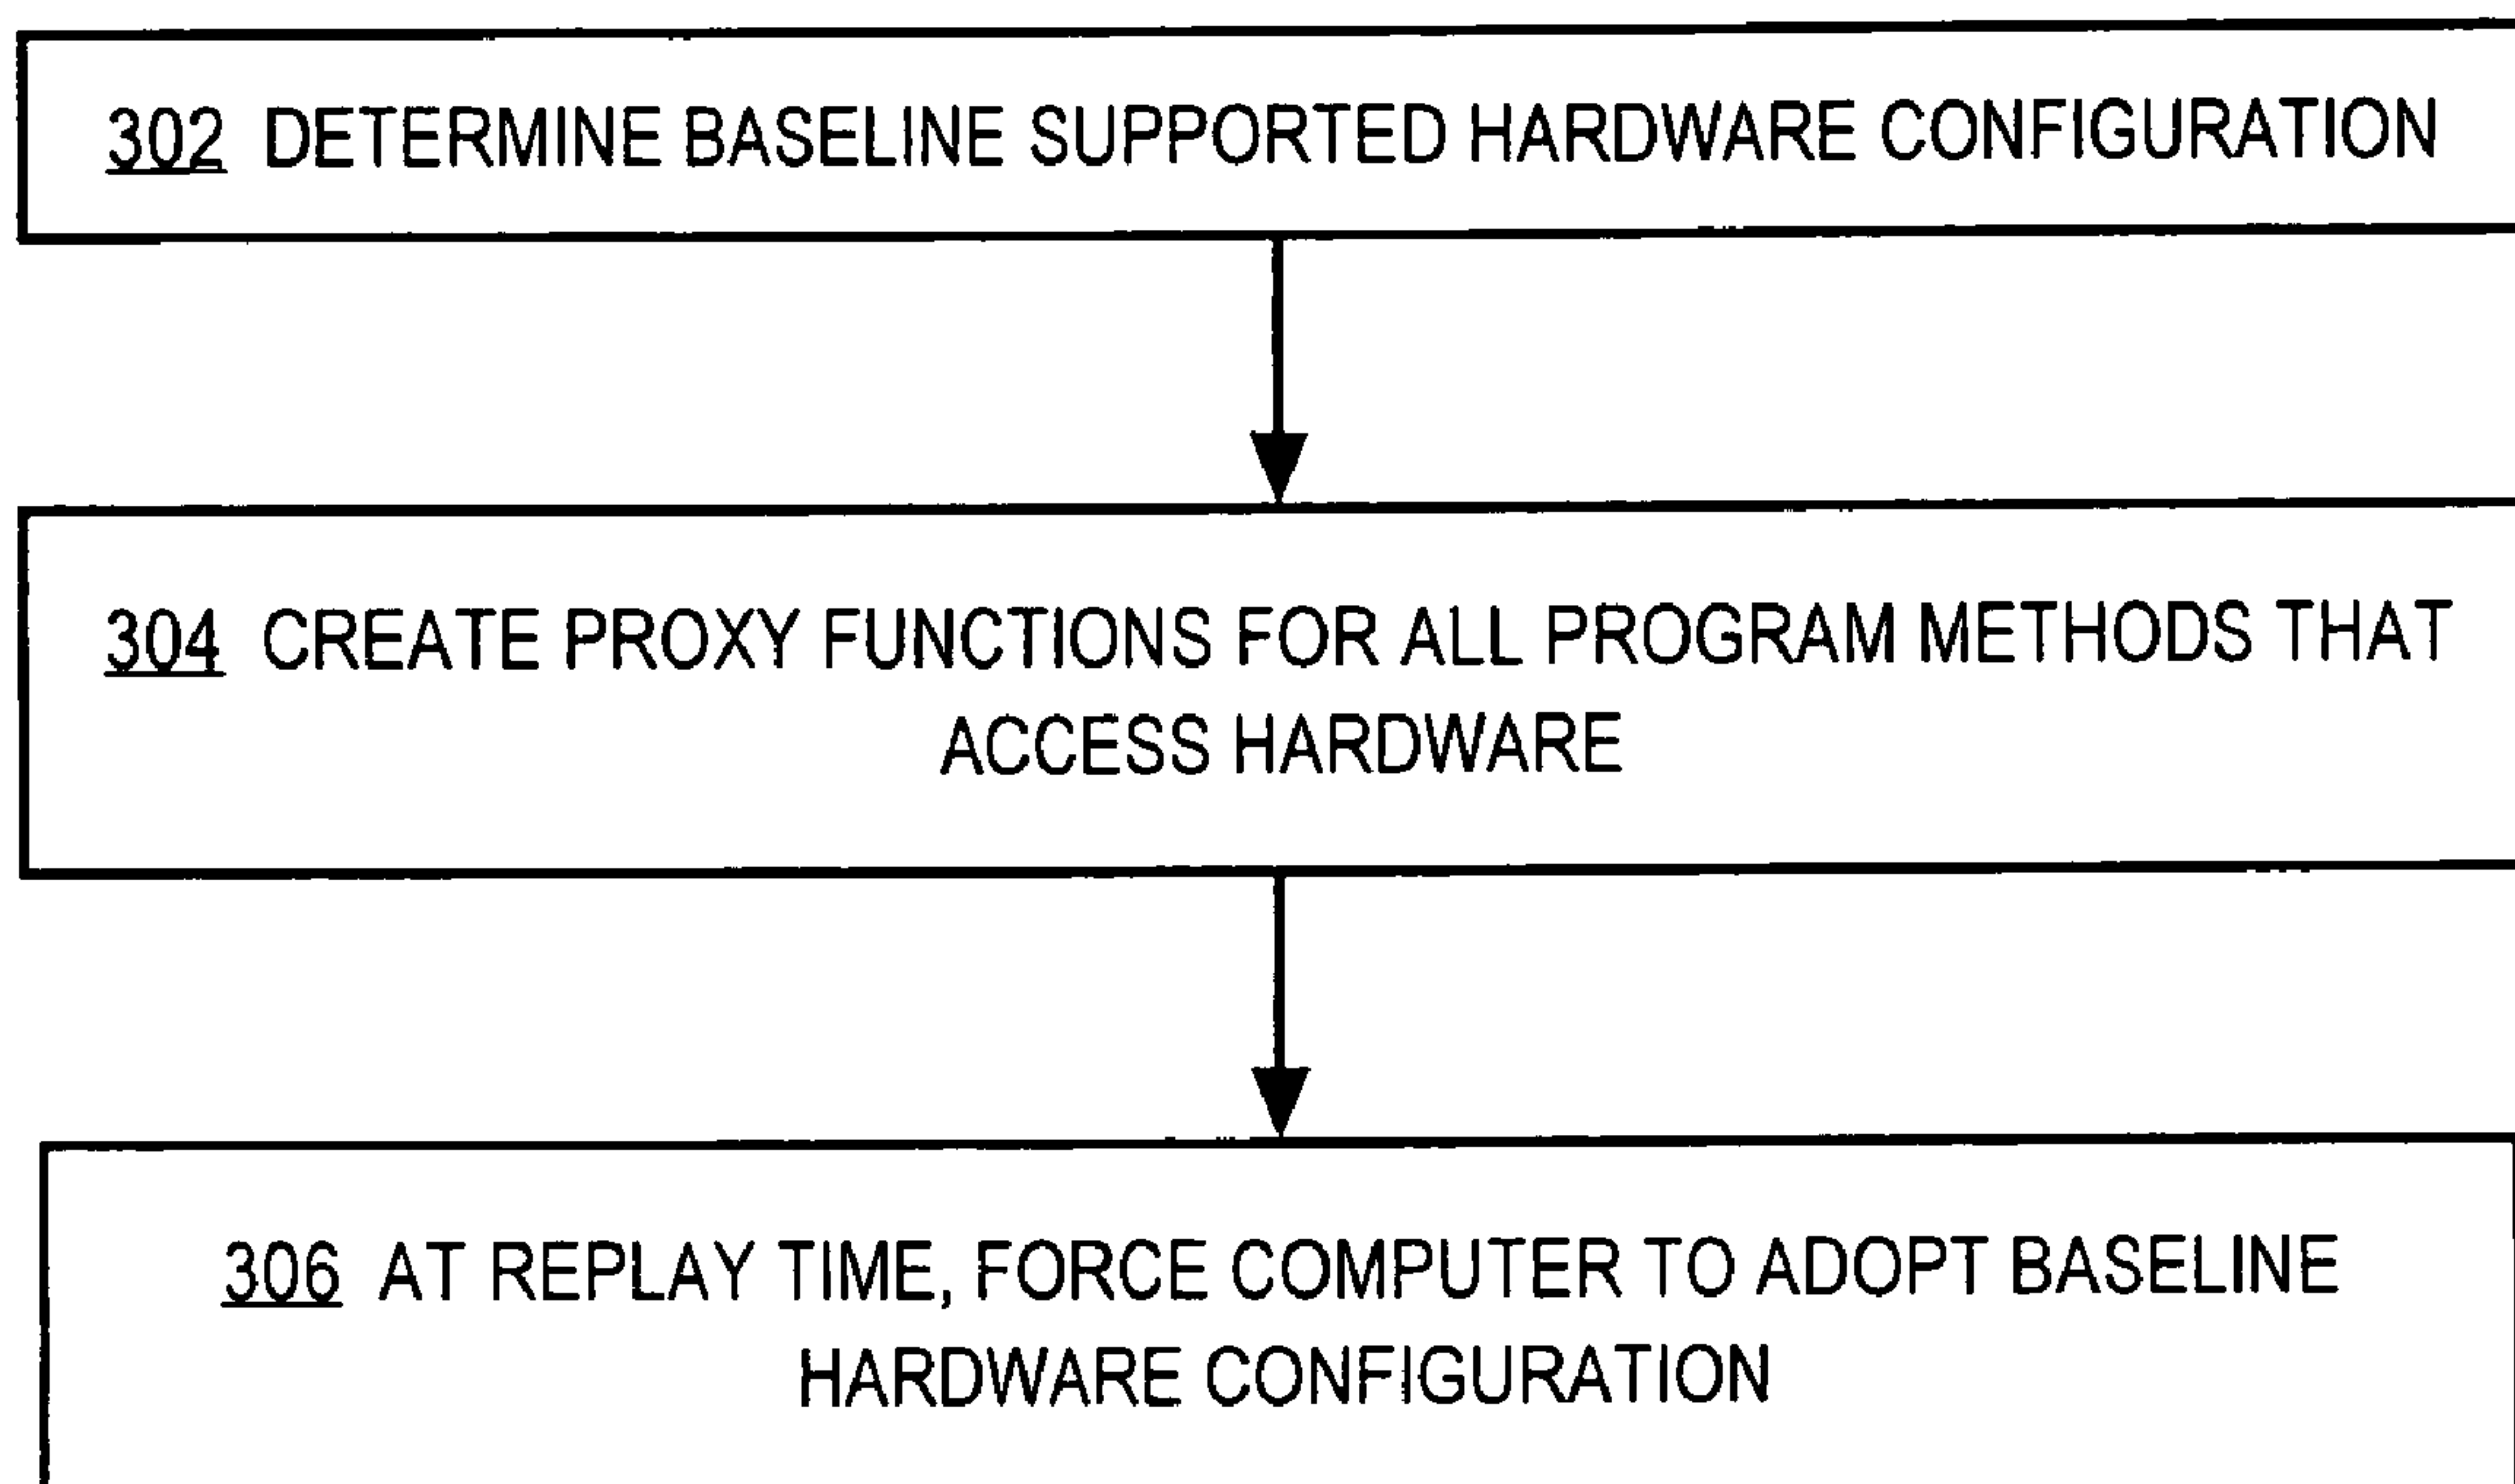 302 DETERMINE BASELINE SUPPORTED HARDWARE CONFIGURATION
304 CREATE PROXY FUNCTIONS FOR ALL PROGRAM METHODS THAT
ACCESS HARDWARE
306 AT REPLAY TIME, FORCE COMPUTER TO ADOPT BASELINE
HARDWARE CONFIGURATION